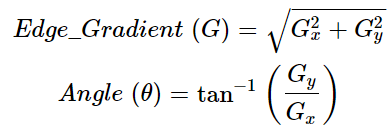 Edge_Gradient (G) = √(G_x^2 + G_y^2)
Angle (θ) = tan^{-1} (G_y / G_x)